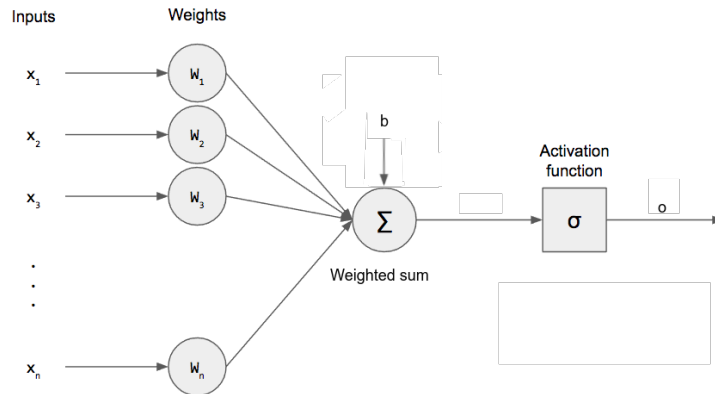 Inputs
Weights
x1
W1
x2
W2
b
Activation
function
x3
W3
Σ
σ
o
Weighted sum
.
.
.
xn
Wn